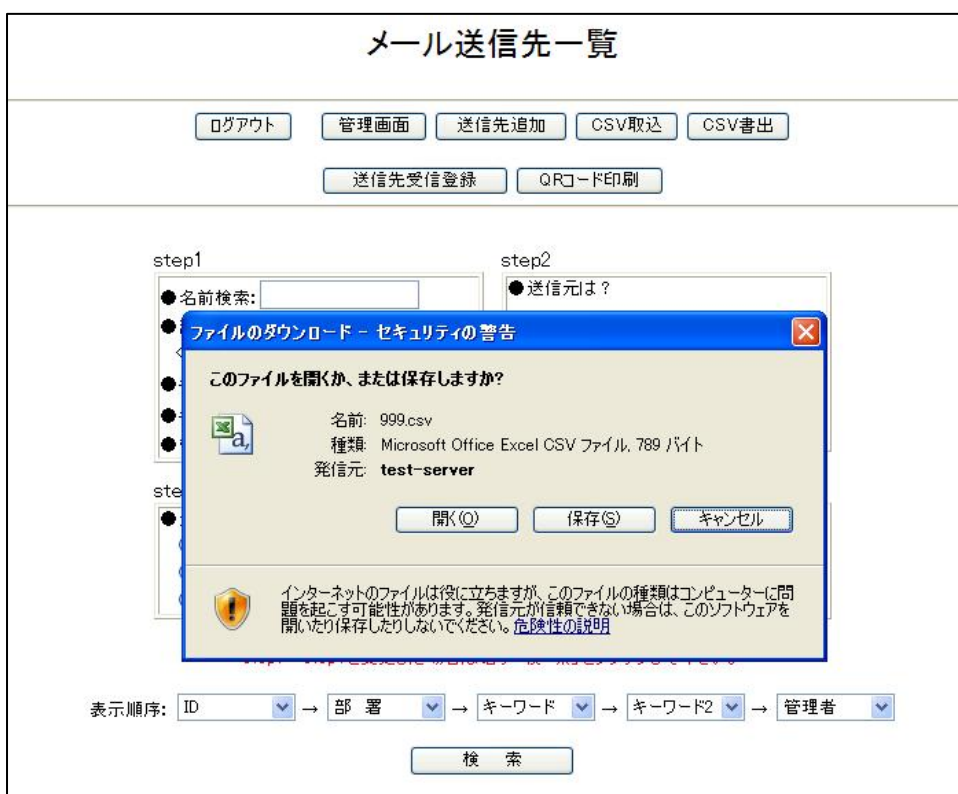 メール送信先一覧
ログアウト 管理画面 送信先追加 CSV取込 CSV書出
送信先受信登録 QRコード印刷
step1 step2
●名前検索: ●送信元は？
ファイルのダウンロード - セキュリティの警告
このファイルを開くか、または保存しますか?
名前: 999.csv
種類: Microsoft Office Excel CSV ファイル, 789 バイト
発信元: test-server
開く(O) 保存(S) キャンセル
インターネットのファイルは役に立ちますが、このファイルの種類はコンピューターに問
題を起こす可能性があります。発信元が信頼できない場合は、このソフトウェアを
開いたり保存したりしないでください。危険性の説明
表示順序: ID → 部 署 → キーワード → キーワード2 → 管理者
検 索